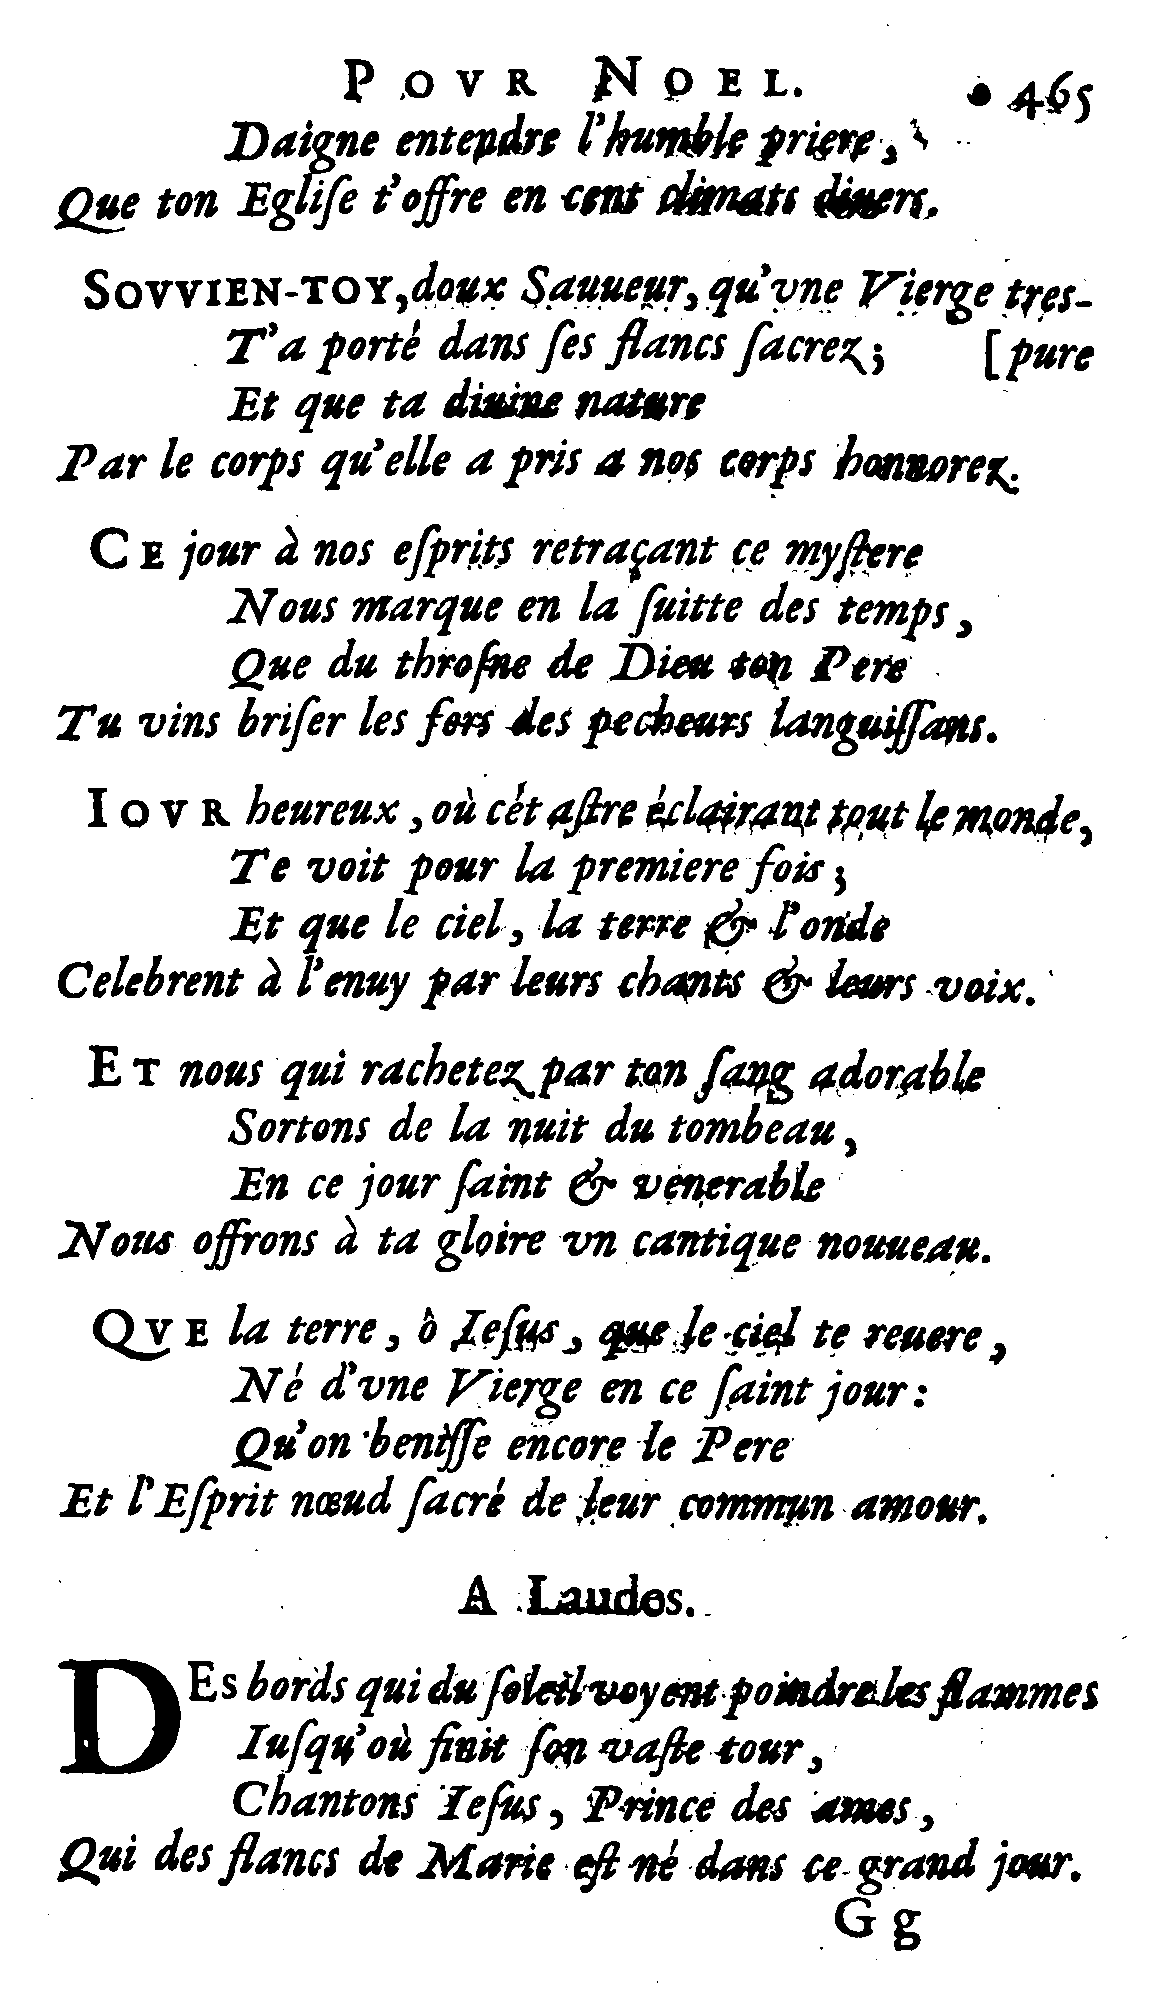 POVR NOEL. 465
Daigne entendre l'humble priere,
Que ton Egliſe t'offre en cent climats diuers.
SOVVIEN-TOY, doux Sauueur, qu'vne Vierge tres-
T'a porté dans ſes flancs ſacrez; [pure
Et que ta diuine nature
Par le corps qu'elle a pris a nos corps honnorez.
CE jour à nos eſprits retraçant ce myſtere
Nous marque en la ſuitte des temps,
Que du throſne de Dieu ton Pere
Tu vins briſer les fers des pecheurs languiſſans.
IOVR heureux, où cét aſtre éclairant tout le monde,
Te voit pour la premiere fois;
Et que le ciel, la terre & l'onde
Celebrent à l'enuy par leurs chants & leurs voix.
ET nous qui rachetez par ton ſang adorable
Sortons de la nuit du tombeau,
En ce jour ſaint & venerable
Nous offrons à ta gloire vn cantique nouueau.
QVE la terre, ô Ieſus, que le ciel te reuere,
Né d'vne Vierge en ce ſaint jour:
Qu'on beniſſe encore le Pere
Et l'Eſprit nœud ſacré de leur commun amour.
A Laudes.
DEs bords qui du ſoleil voyent poindre les flammes
Iuſqu'où finit ſon vaſte tour,
Chantons Ieſus, Prince des ames,
Qui des flancs de Marie eſt né dans ce grand jour.
Gg